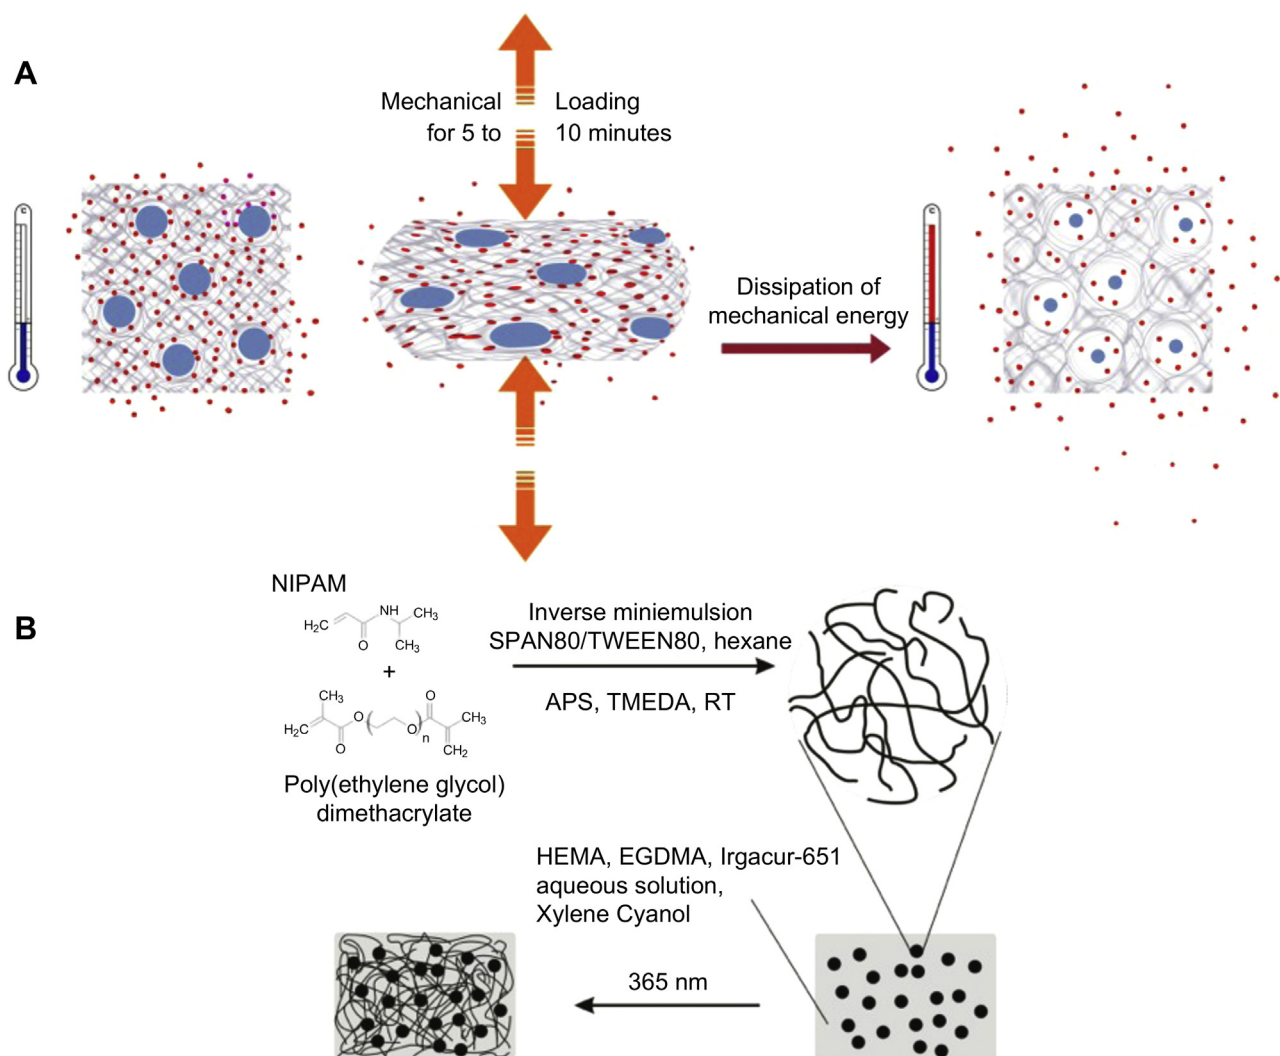 A
Mechanical Loading
for 5 to 10 minutes
C
C
Dissipation of
mechanical energy
B
NIPAM
H₂C
NH
CH₃
O
CH₃
+
CH₃
H₂C
O
O
O
n
O
CH₃
CH₂
Poly(ethylene glycol)
dimethacrylate
Inverse miniemulsion
SPAN80/TWEEN80, hexane
APS, TMEDA, RT
HEMA, EGDMA, Irgacur-651
aqueous solution,
Xylene Cyanol
365 nm